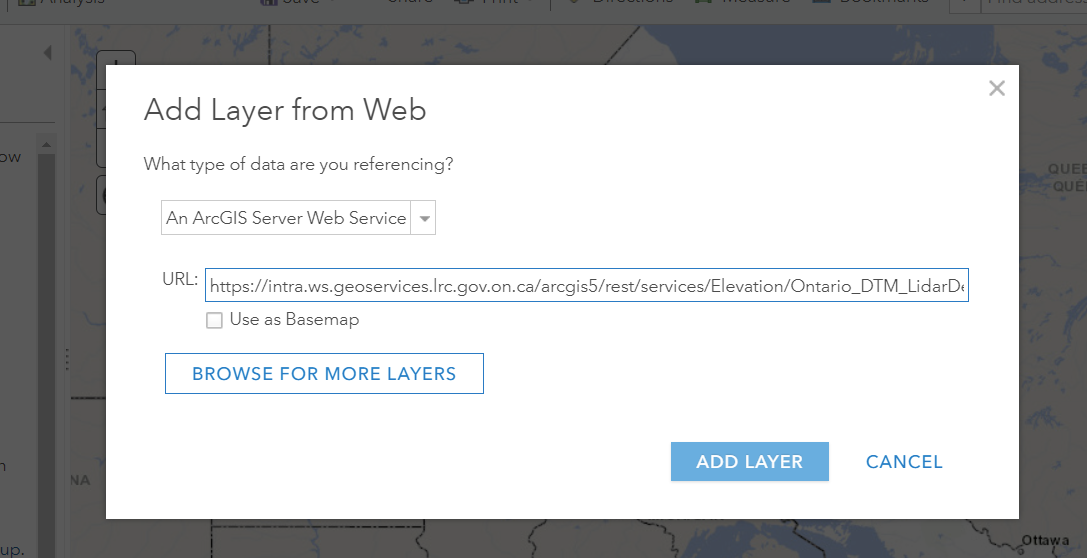 Analysis Save Share Print Directions Measure Bookmarks Find addres
Add Layer from Web
What type of data are you referencing?
ow
QUE
QUÉ
An ArcGIS Server Web Service
URL: https://intra.ws.geoservices.lrc.gov.on.ca/arcgis5/rest/services/Elevation/Ontario_DTM_LidarDe
Use as Basemap
BROWSE FOR MORE LAYERS
ADD LAYER CANCEL
n
NA
Ottawa
up.